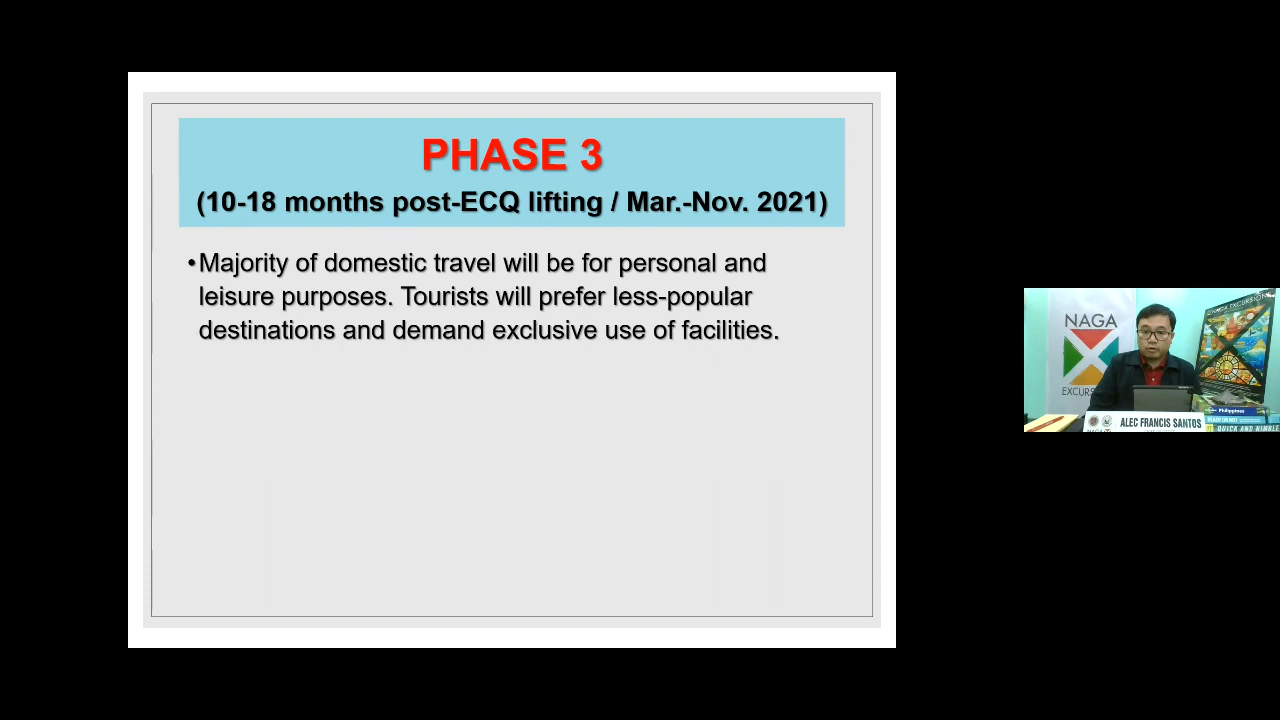 PHASE 3
(10-18 months post-ECQ lifting / Mar.-Nov. 2021)
•Majority of domestic travel will be for personal and
leisure purposes. Tourists will prefer less-popular
destinations and demand exclusive use of facilities.
NAGA
EXCURS
NAGA EXCURSIONS
ALEC FRANCIS SANTOS
Philippines
QUICK AND NIMBLE